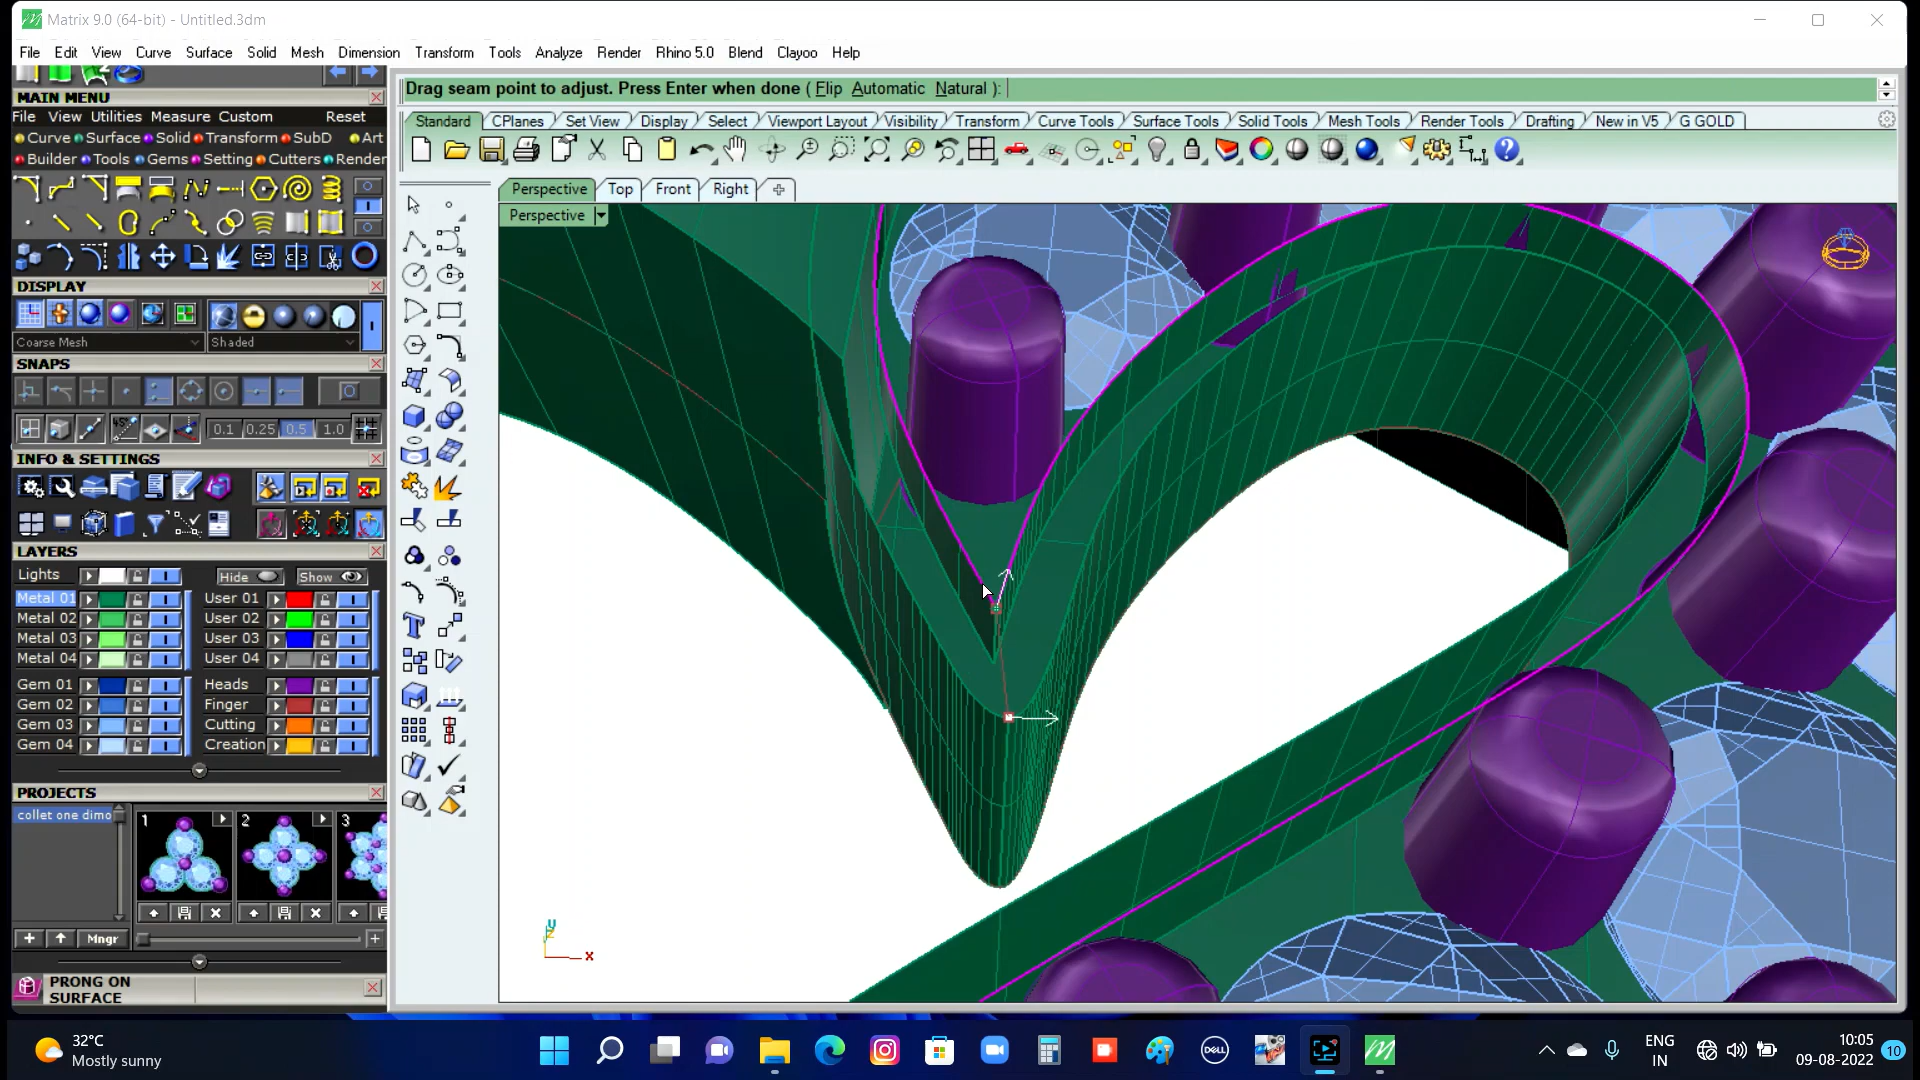 Matrix 9.0 (64-bit) - Untitled.3dm
File Edit View Curve Surface Solid Mesh Dimension Transform Tools Analyze Render Rhino 5.0 Blend Clayoo Help
Drag seam point to adjust. Press Enter when done ( Flip Automatic Natural ):
MAIN MENU
File View Utilities Measure Custom Reset
Curve Surface Solid Transform SubD Art
Builder Tools Gems Setting Cutters Render
Standard CPlanes Set View Display Select Viewport Layout Visibility Transform Curve Tools Surface Tools Solid Tools Mesh Tools Render Tools Drafting New in V5 G GOLD
Perspective Top Front Right
Perspective
DISPLAY
Coarse Mesh Shaded
SNAPS
45°
0.1 0.25 0.5 1.0
INFO & SETTINGS
LAYERS
Lights Hide Show
Metal 01 User 01
Metal 02 User 02
Metal 03 User 03
Metal 04 User 04
Gem 01 Heads
Gem 02 Finger
Gem 03 Cutting
Gem 04 Creation
PROJECTS
collet one dimo
1 2 3
Mngr
PRONG ON
SURFACE
y
z
x
32°C
Mostly sunny
DELL
ENG
IN
10:05
09-08-2022
10